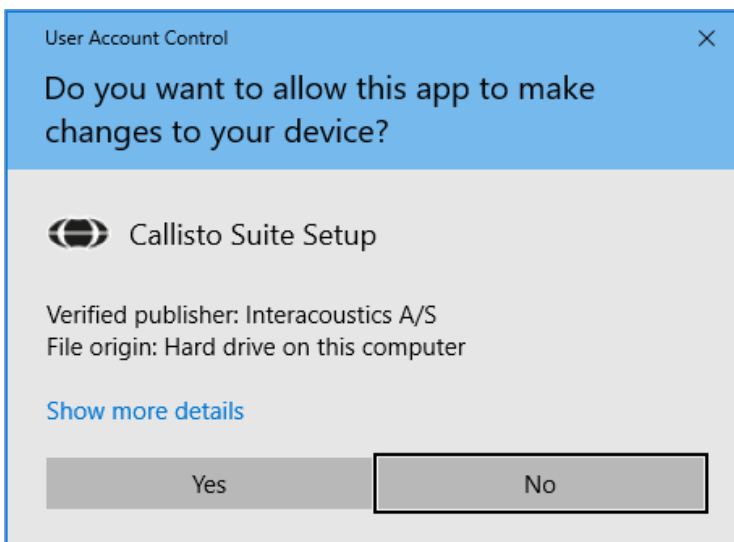 User Account Control
Do you want to allow this app to make
changes to your device?
Callisto Suite Setup
Verified publisher: Interacoustics A/S
File origin: Hard drive on this computer
Show more details
Yes
No